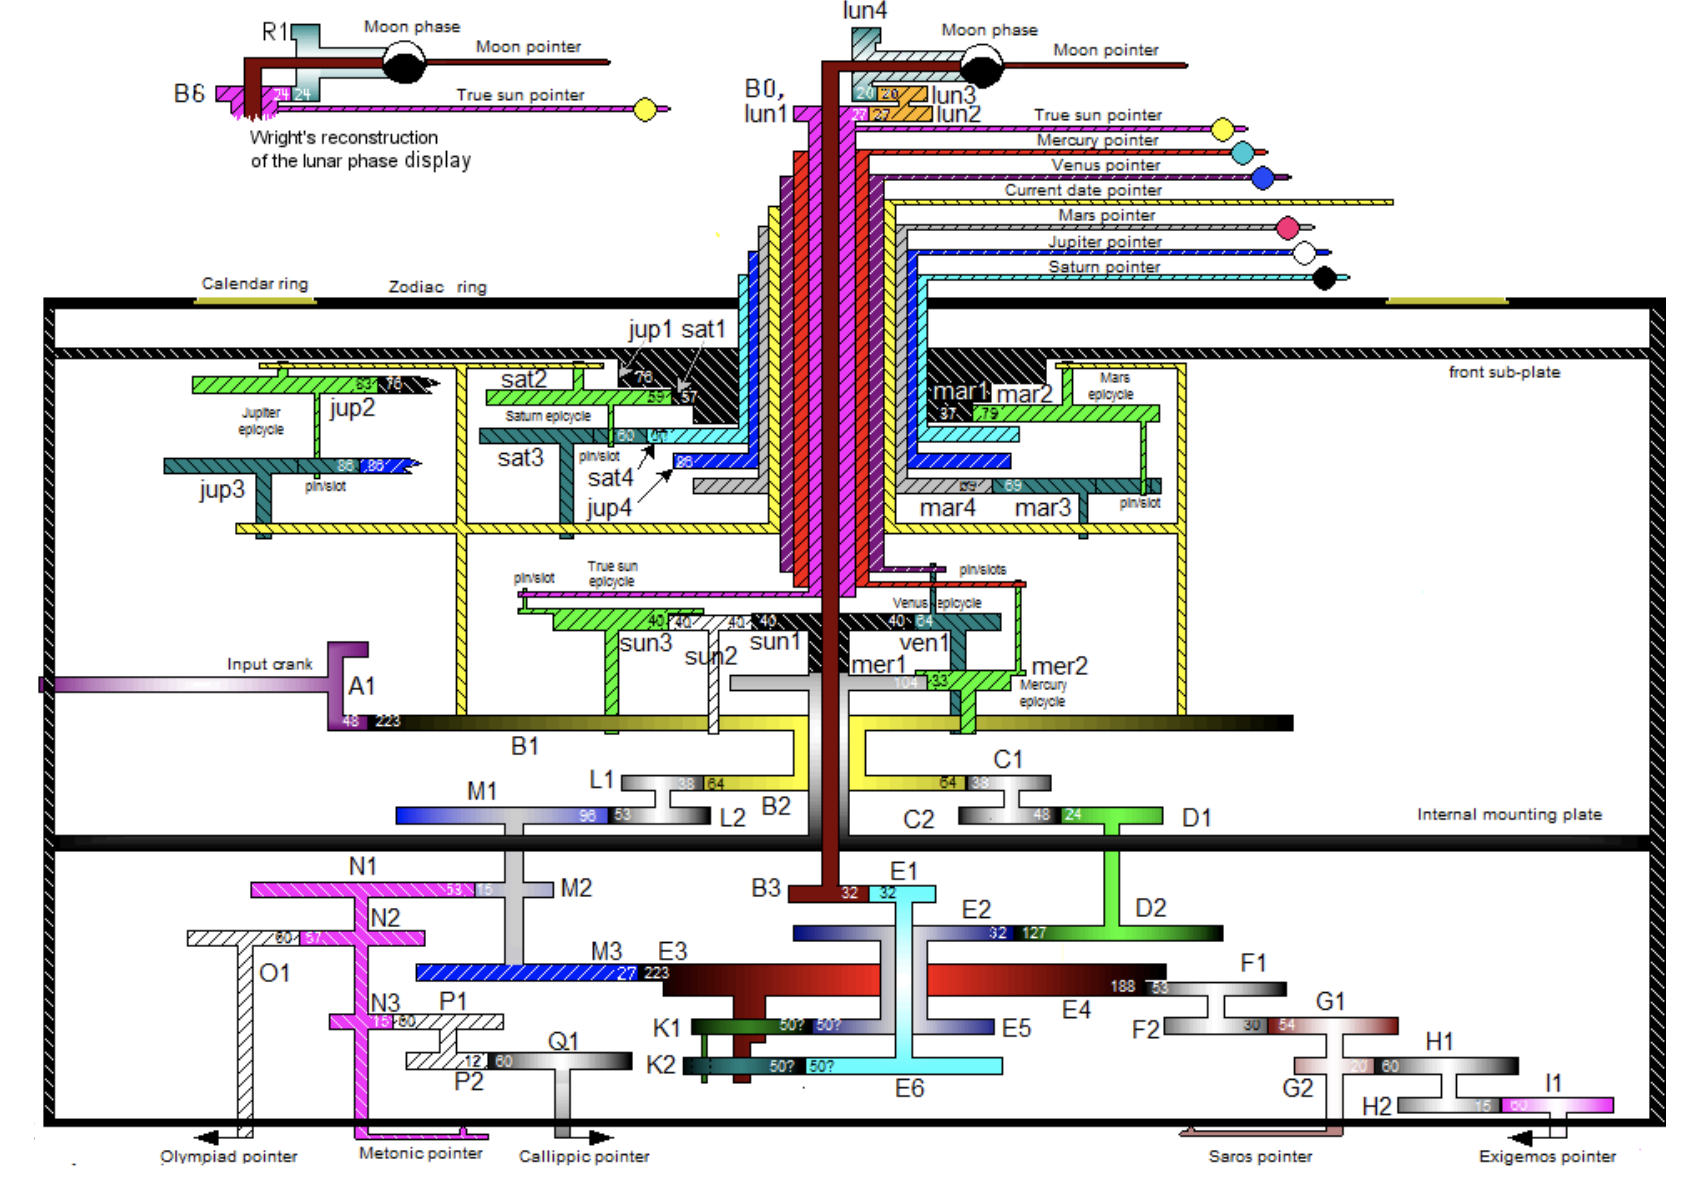 lun4
R1
Moon phase
Moon pointer
Moon phase
Moon pointer
B6
24
24
True sun pointer
B0,
lun1
20
20
lun3
27
27
lun2
Wright's reconstruction
of the lunar phase display
True sun pointer
Mercury pointer
Venus pointer
Current date pointer
Mars pointer
Jupiter pointer
Saturn pointer
Calendar ring
Zodiac ring
jup1 sat1
front sub-plate
76
sat2
63
76
jup2
59
57
mar1
mar2
Mars
epicycle
37
79
Jupiter
epicycle
Saturn epicycle
60
sat3
pin/slot
sat4
86
86
86
jup3
pin/slot
jup4
69
69
mar4
mar3
pin/slot
pin/slot
True sun
epicycle
pin/slots
Venus epicycle
40
40
40
40
40
64
sun3
sun2
sun1
ven1
Input crank
mer1
mer2
104
33
Mercury
epicycle
A1
48
223
B1
C1
L1
38
64
64
38
M1
B2
96
53
L2
C2
48
24
D1
Internal mounting plate
N1
53
15
M2
B3
32
32
E1
N2
60
57
E2
32
127
D2
O1
M3
27
223
E3
188
53
F1
E4
N3
15
60
P1
K1
50?
50?
E5
F2
30
54
G1
12
60
Q1
P2
K2
50?
50?
E6
G2
20
60
H1
H2
15
60
I1
Olympiad pointer
Metonic pointer
Callippic pointer
Saros pointer
Exigemos pointer